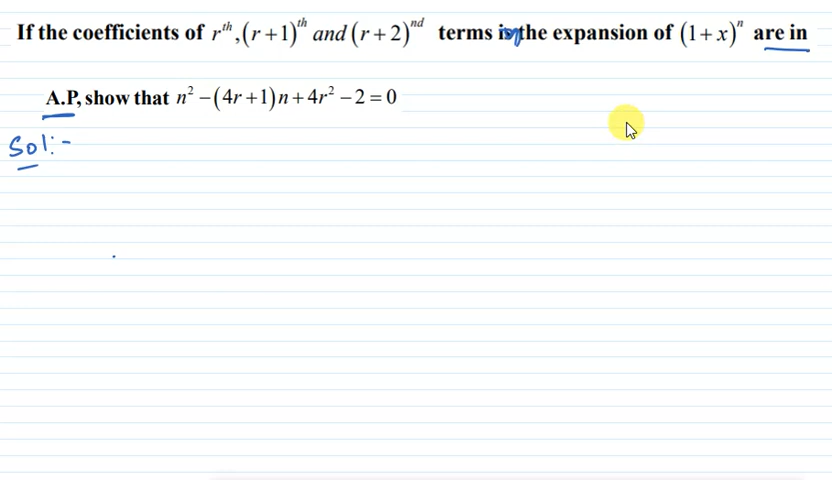 If the coefficients of r^th, (r+1)^th and (r+2)^nd terms in the expansion of (1+x)^n are in
A.P, show that n² −(4r+1)n+4r² −2=0
Sol:-